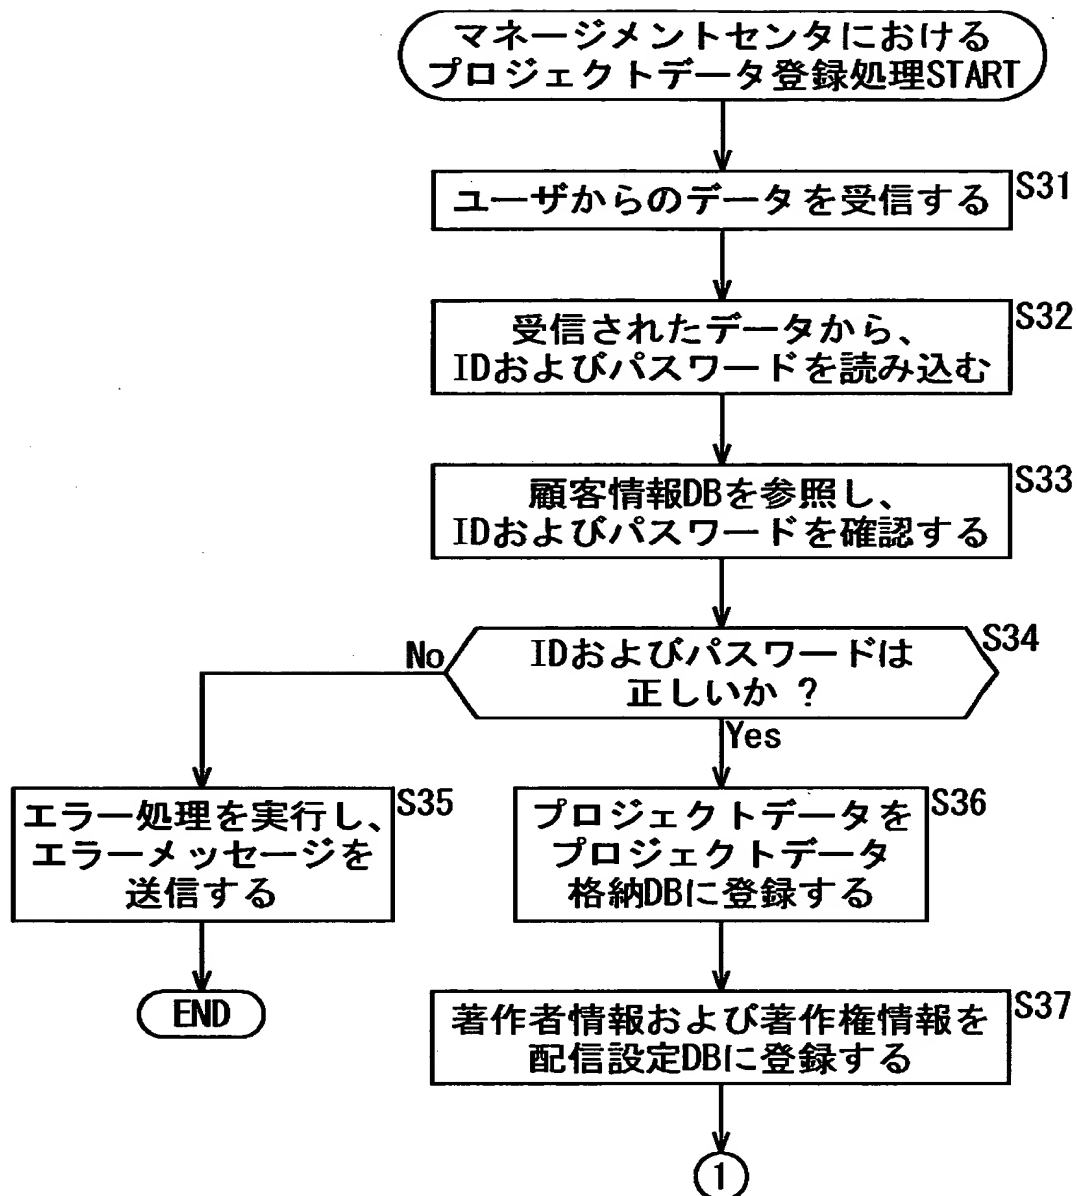 マネージメントセンタにおける
プロジェクトデータ登録処理START
ユーザからのデータを受信する
S31
受信されたデータから、
IDおよびパスワードを読み込む
S32
顧客情報DBを参照し、
IDおよびパスワードを確認する
S33
IDおよびパスワードは
正しいか ?
S34
No
Yes
エラー処理を実行し、
エラーメッセージを
送信する
S35
END
プロジェクトデータを
プロジェクトデータ
格納DBに登録する
S36
著作者情報および著作権情報を
配信設定DBに登録する
S37
1